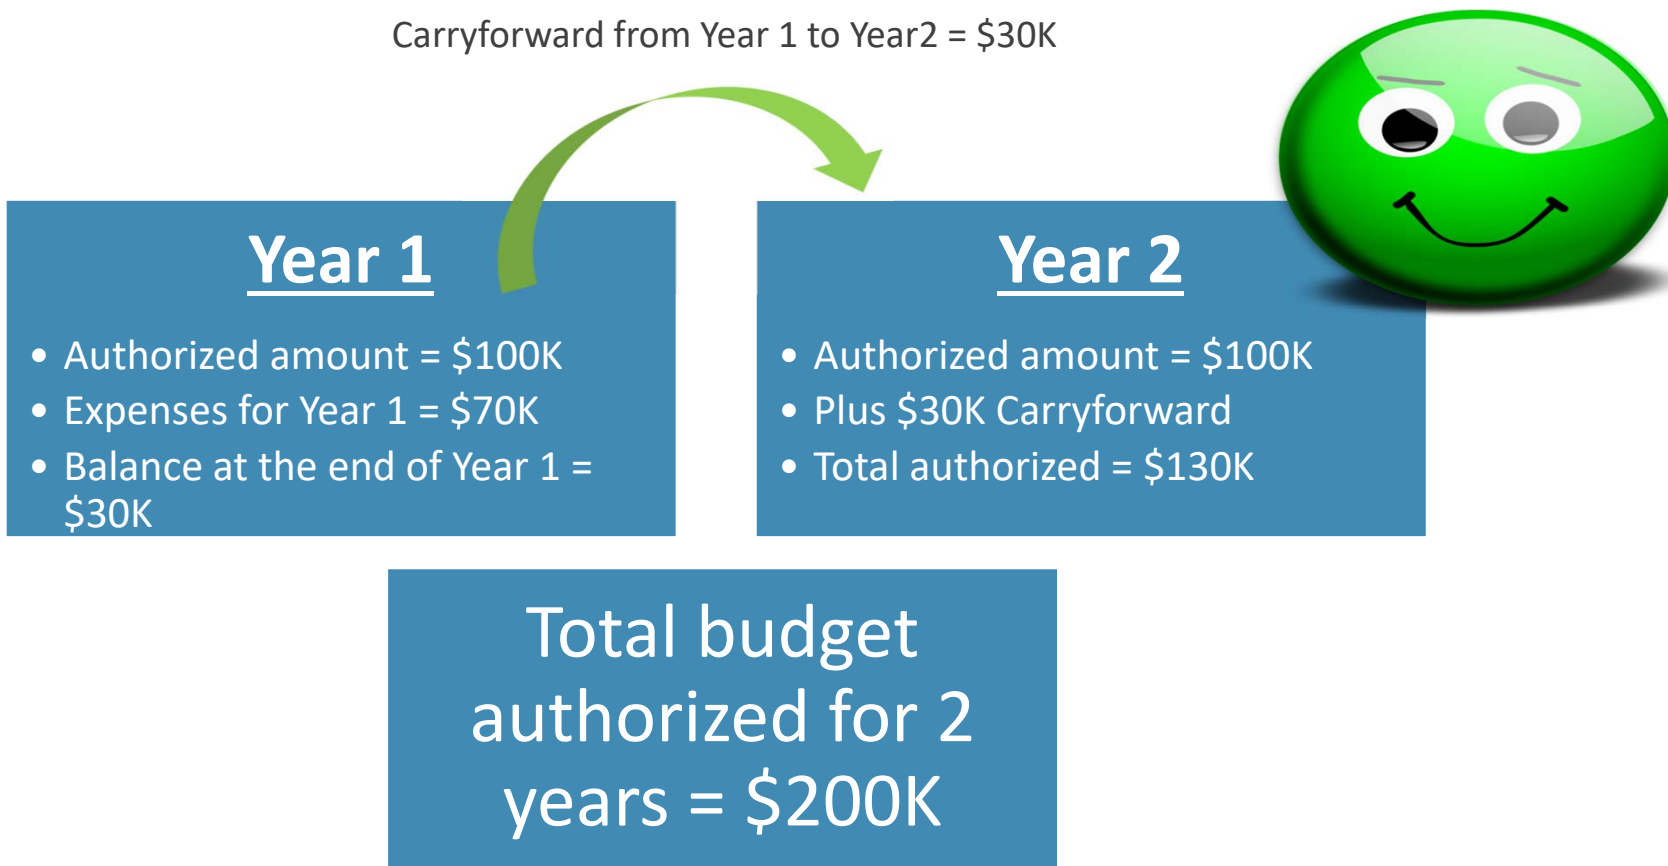 Carryforward from Year 1 to Year2 = $30K
Year 1
• Authorized amount = $100K
• Expenses for Year 1 = $70K
• Balance at the end of Year 1 =
$30K
Year 2
• Authorized amount = $100K
• Plus $30K Carryforward
• Total authorized = $130K
Total budget
authorized for 2
years = $200K